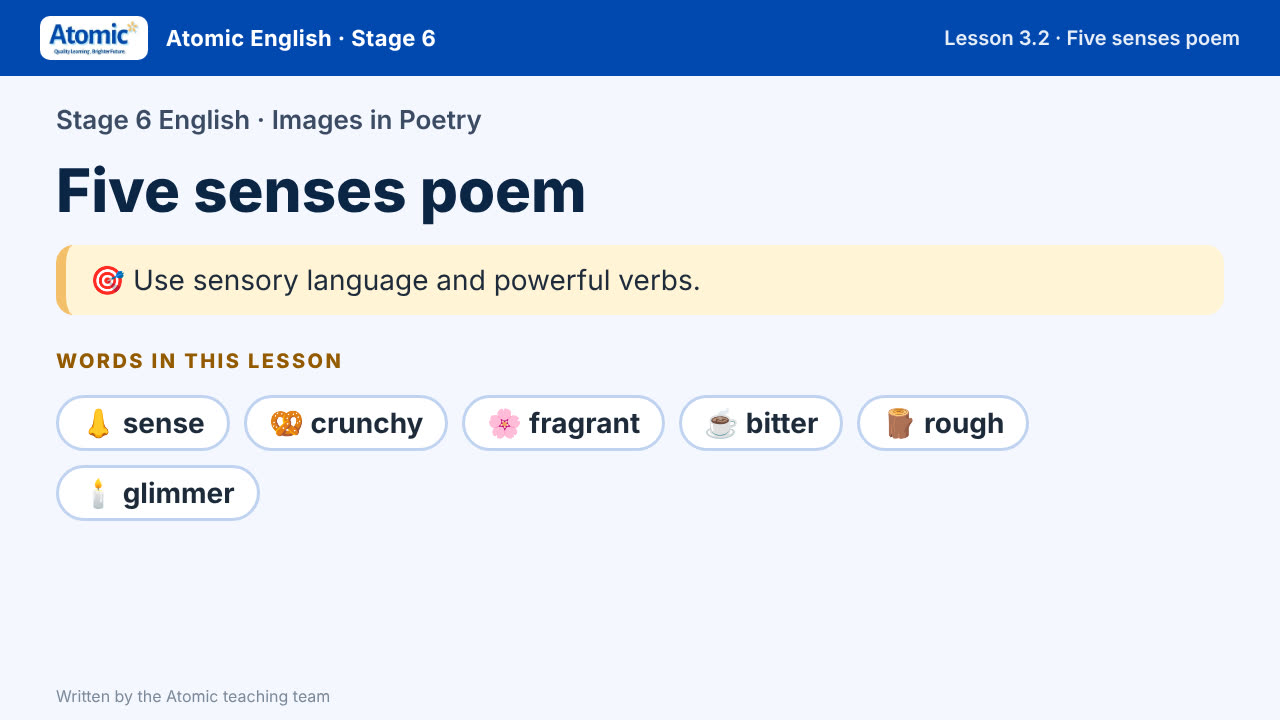 Atomic
Quality Learning. Brighter Future.
Atomic English · Stage 6
Lesson 3.2 · Five senses poem
Stage 6 English · Images in Poetry
Five senses poem
🎯 Use sensory language and powerful verbs.
WORDS IN THIS LESSON
👃 sense
🥨 crunchy
🌸 fragrant
☕ bitter
🪵 rough
🕯️ glimmer
Written by the Atomic teaching team